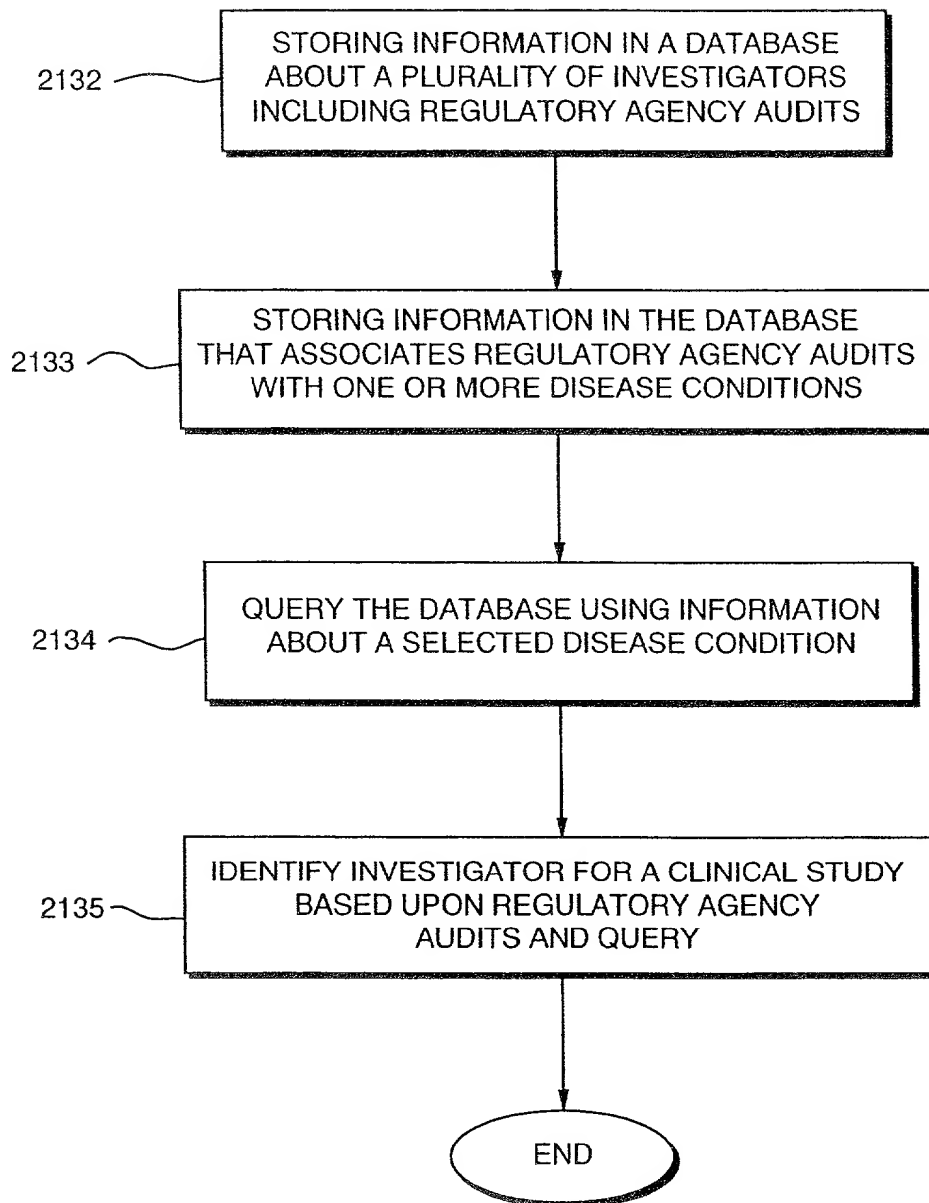 2132
STORING INFORMATION IN A DATABASE
ABOUT A PLURALITY OF INVESTIGATORS
INCLUDING REGULATORY AGENCY AUDITS
2133
STORING INFORMATION IN THE DATABASE
THAT ASSOCIATES REGULATORY AGENCY AUDITS
WITH ONE OR MORE DISEASE CONDITIONS
2134
QUERY THE DATABASE USING INFORMATION
ABOUT A SELECTED DISEASE CONDITION
2135
IDENTIFY INVESTIGATOR FOR A CLINICAL STUDY
BASED UPON REGULATORY AGENCY
AUDITS AND QUERY
END